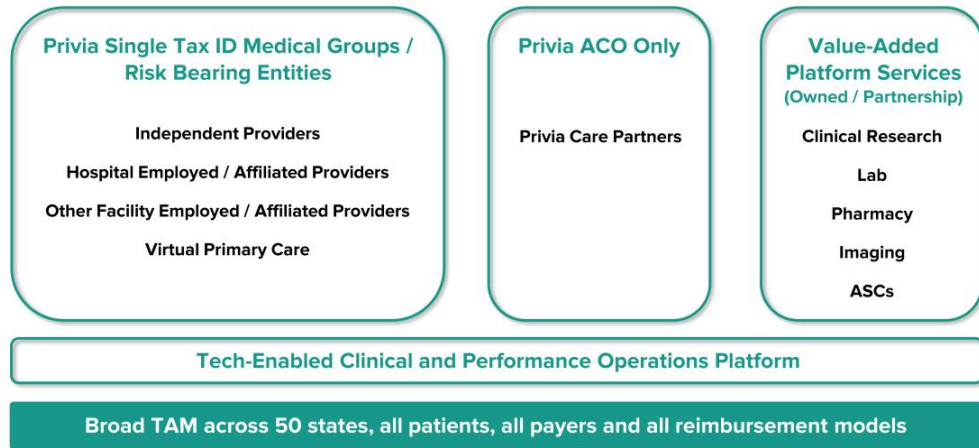 Privia Single Tax ID Medical Groups /
Risk Bearing Entities
Independent Providers
Hospital Employed / Affiliated Providers
Other Facility Employed / Affiliated Providers
Virtual Primary Care
Privia ACO Only
Privia Care Partners
Value-Added
Platform Services
(Owned / Partnership)
Clinical Research
Lab
Pharmacy
Imaging
ASCs
Tech-Enabled Clinical and Performance Operations Platform
Broad TAM across 50 states, all patients, all payers and all reimbursement models